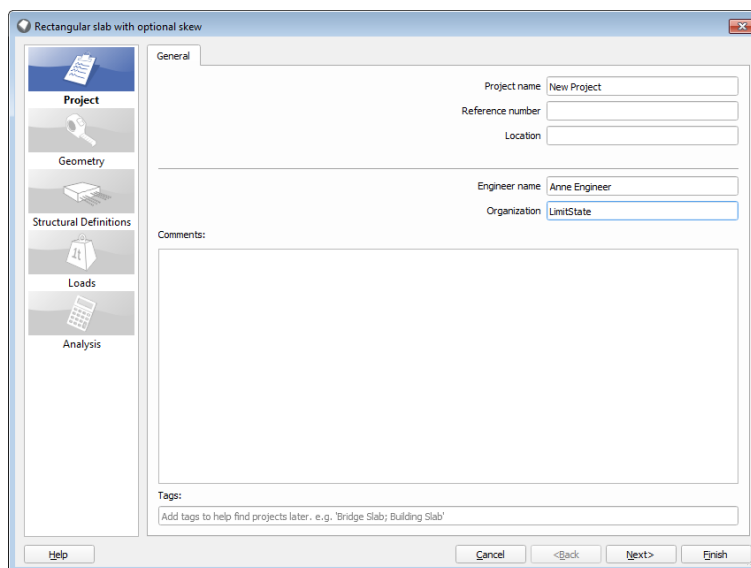 Rectangular slab with optional skew
Project
Geometry
Structural Definitions
1t
Loads
Analysis
General
Project name New Project
Reference number
Location
Engineer name Anne Engineer
Organization LimitState
Comments:
Tags:
Add tags to help find projects later. e.g. 'Bridge Slab; Building Slab'
Help
Cancel
<Back
Next>
Finish